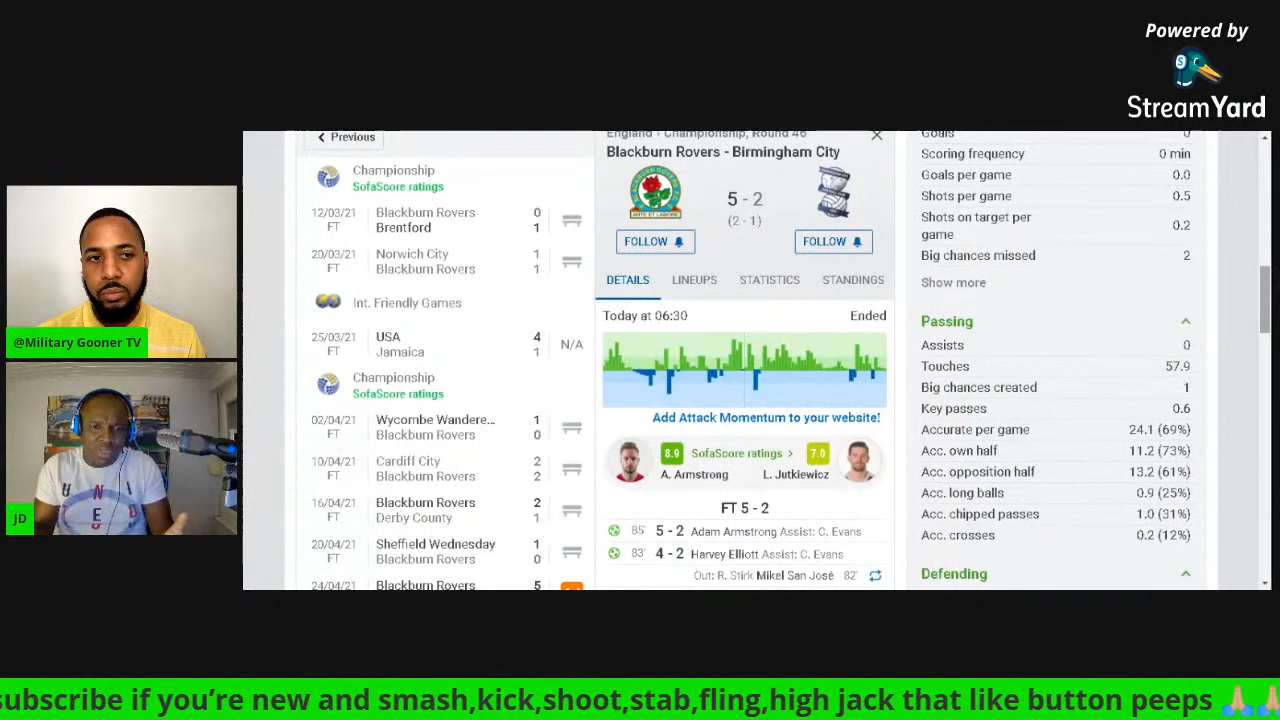 Powered by
StreamYard
@Military Gooner TV
JD
Previous
Championship
SofaScore ratings
12/03/21 Blackburn Rovers 0
FT Brentford 1
20/03/21 Norwich City 1
FT Blackburn Rovers 1
Int. Friendly Games
25/03/21 USA 4
FT Jamaica 1
N/A
Championship
SofaScore ratings
02/04/21 Wycombe Wandere... 1
FT Blackburn Rovers 0
10/04/21 Cardiff City 2
FT Blackburn Rovers 2
16/04/21 Blackburn Rovers 2
FT Derby County 1
20/04/21 Sheffield Wednesday 1
FT Blackburn Rovers 0
24/04/21 Blackburn Rovers 5
England › Championship, Round 46
Blackburn Rovers - Birmingham City
5 - 2
(2 - 1)
ARTE ET LABORE
FOLLOW
FOLLOW
DETAILS LINEUPS STATISTICS STANDINGS
Today at 06:30 Ended
Add Attack Momentum to your website!
8.9 SofaScore ratings > 7.0
A. Armstrong L. Jutkiewicz
FT 5 - 2
85' 5 - 2 Adam Armstrong Assist: C. Evans
83' 4 - 2 Harvey Elliott Assist: C. Evans
Out: R. Stirk Mikel San José 82'
Goals 0
Scoring frequency 0 min
Goals per game 0.0
Shots per game 0.5
Shots on target per
game 0.2
Big chances missed 2
Show more
Passing
Assists 0
Touches 57.9
Big chances created 1
Key passes 0.6
Accurate per game 24.1 (69%)
Acc. own half 11.2 (73%)
Acc. opposition half 13.2 (61%)
Acc. long balls 0.9 (25%)
Acc. chipped passes 1.0 (31%)
Acc. crosses 0.2 (12%)
Defending
subscribe if you're new and smash,kick,shoot,stab,fling,high jack that like button peeps 🙏🏼🙏🏼